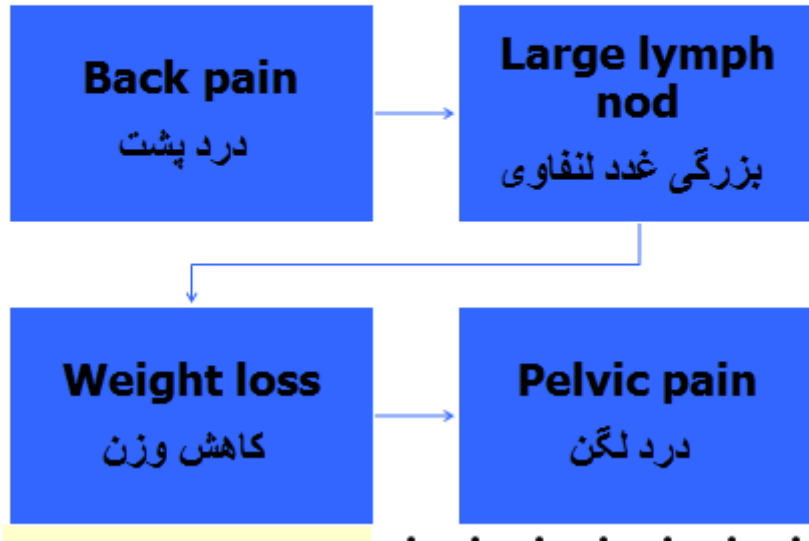 Back pain
درد پشت
Large lymph
nod
بزرگی غدد لنفاوی
Weight loss
کاهش وزن
Pelvic pain
درد لگن